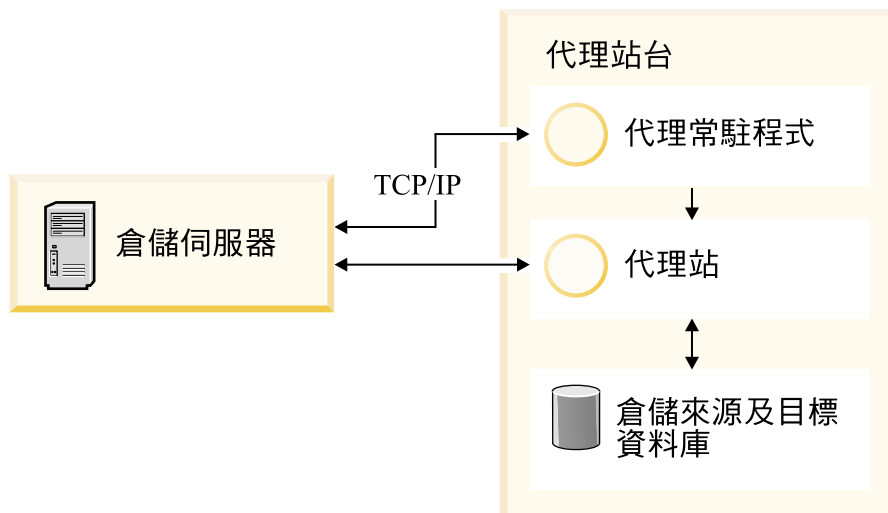 代理站台
代理常駐程式
TCP/IP
倉儲伺服器
代理站
倉儲來源及目標
資料庫